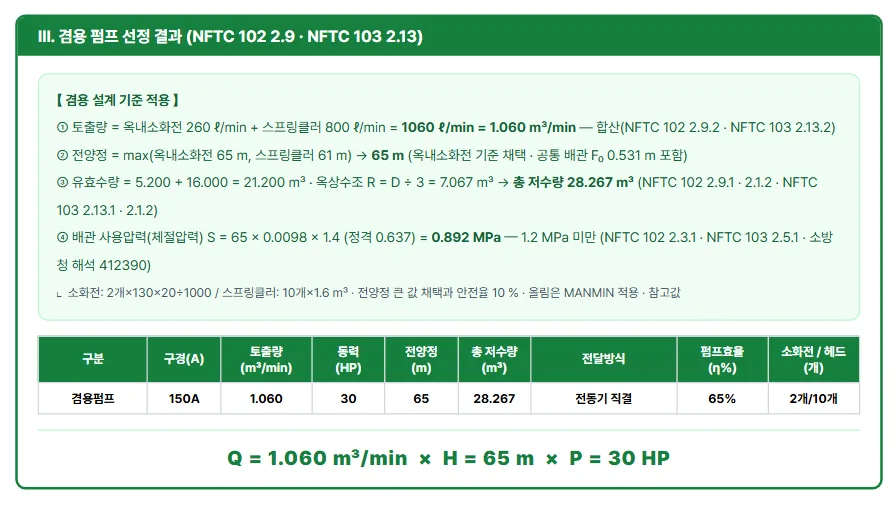 III. 겸용 펌프 선정 결과 (NFTC 102 2.9 · NFTC 103 2.13)
【 겸용 설계 기준 적용 】
① 토출량 = 옥내소화전 260 ℓ/min + 스프링클러 800 ℓ/min = 1060 ℓ/min = 1.060 m³/min — 합산(NFTC 102 2.9.2 · NFTC 103 2.13.2)
② 전양정 = max(옥내소화전 65 m, 스프링클러 61 m) → 65 m (옥내소화전 기준 채택 · 공통 배관 F₀ 0.531 m 포함)
③ 유효수량 = 5.200 + 16.000 = 21.200 m³ · 옥상수조 R = D ÷ 3 = 7.067 m³ → 총 저수량 28.267 m³ (NFTC 102 2.9.1 · 2.1.2 · NFTC
103 2.13.1 · 2.1.2)
④ 배관 사용압력(체절압력) S = 65 × 0.0098 × 1.4 (정격 0.637) = 0.892 MPa — 1.2 MPa 미만 (NFTC 102 2.3.1 · NFTC 103 2.5.1 · 소방
청 해석 412390)
ㄴ 소화전: 2개×130×20÷1000 / 스프링클러: 10개×1.6 m³ · 전양정 큰 값 채택과 안전율 10 % · 올림은 MANMIN 적용 · 참고값
구분 구경(A) 토출량 (m³/min) 동력 (HP) 전양정 (m) 총 저수량 (m³) 전달방식 펌프효율 (η%) 소화전 / 헤드 (개)
겸용펌프 150A 1.060 30 65 28.267 전동기 직결 65% 2개/10개
Q = 1.060 m³/min × H = 65 m × P = 30 HP